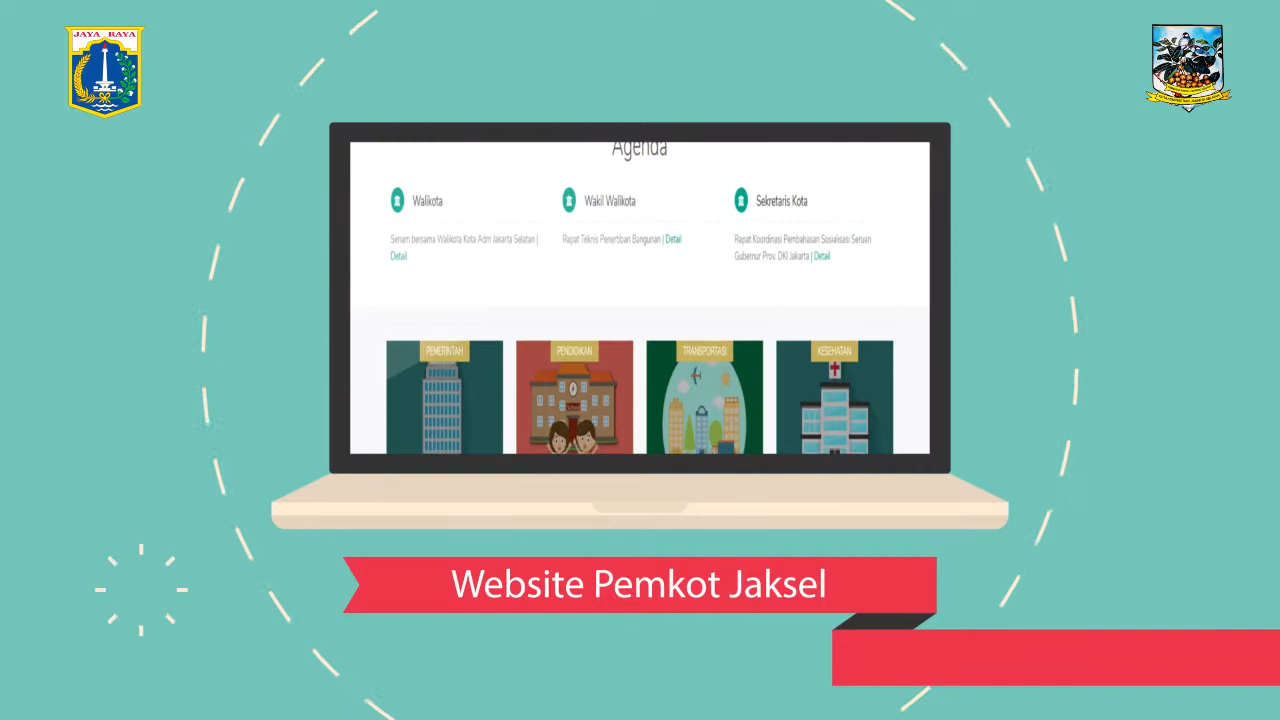 JAYA RAYA
Agenda
Walikota
Wakil Walikota
Sekretaris Kota
Senam bersama Walikota Kota Adm Jakarta Selatan |
Detail
Rapat Teknis Penertiban Bangunan | Detail
Rapat Koordinasi Pembahasan Sosialisasi Seruan
Gubernur Prov. DKI Jakarta | Detail
PEMERINTAH
PENDIDIKAN
TRANSPORTASI
KESEHATAN
Website Pemkot Jaksel